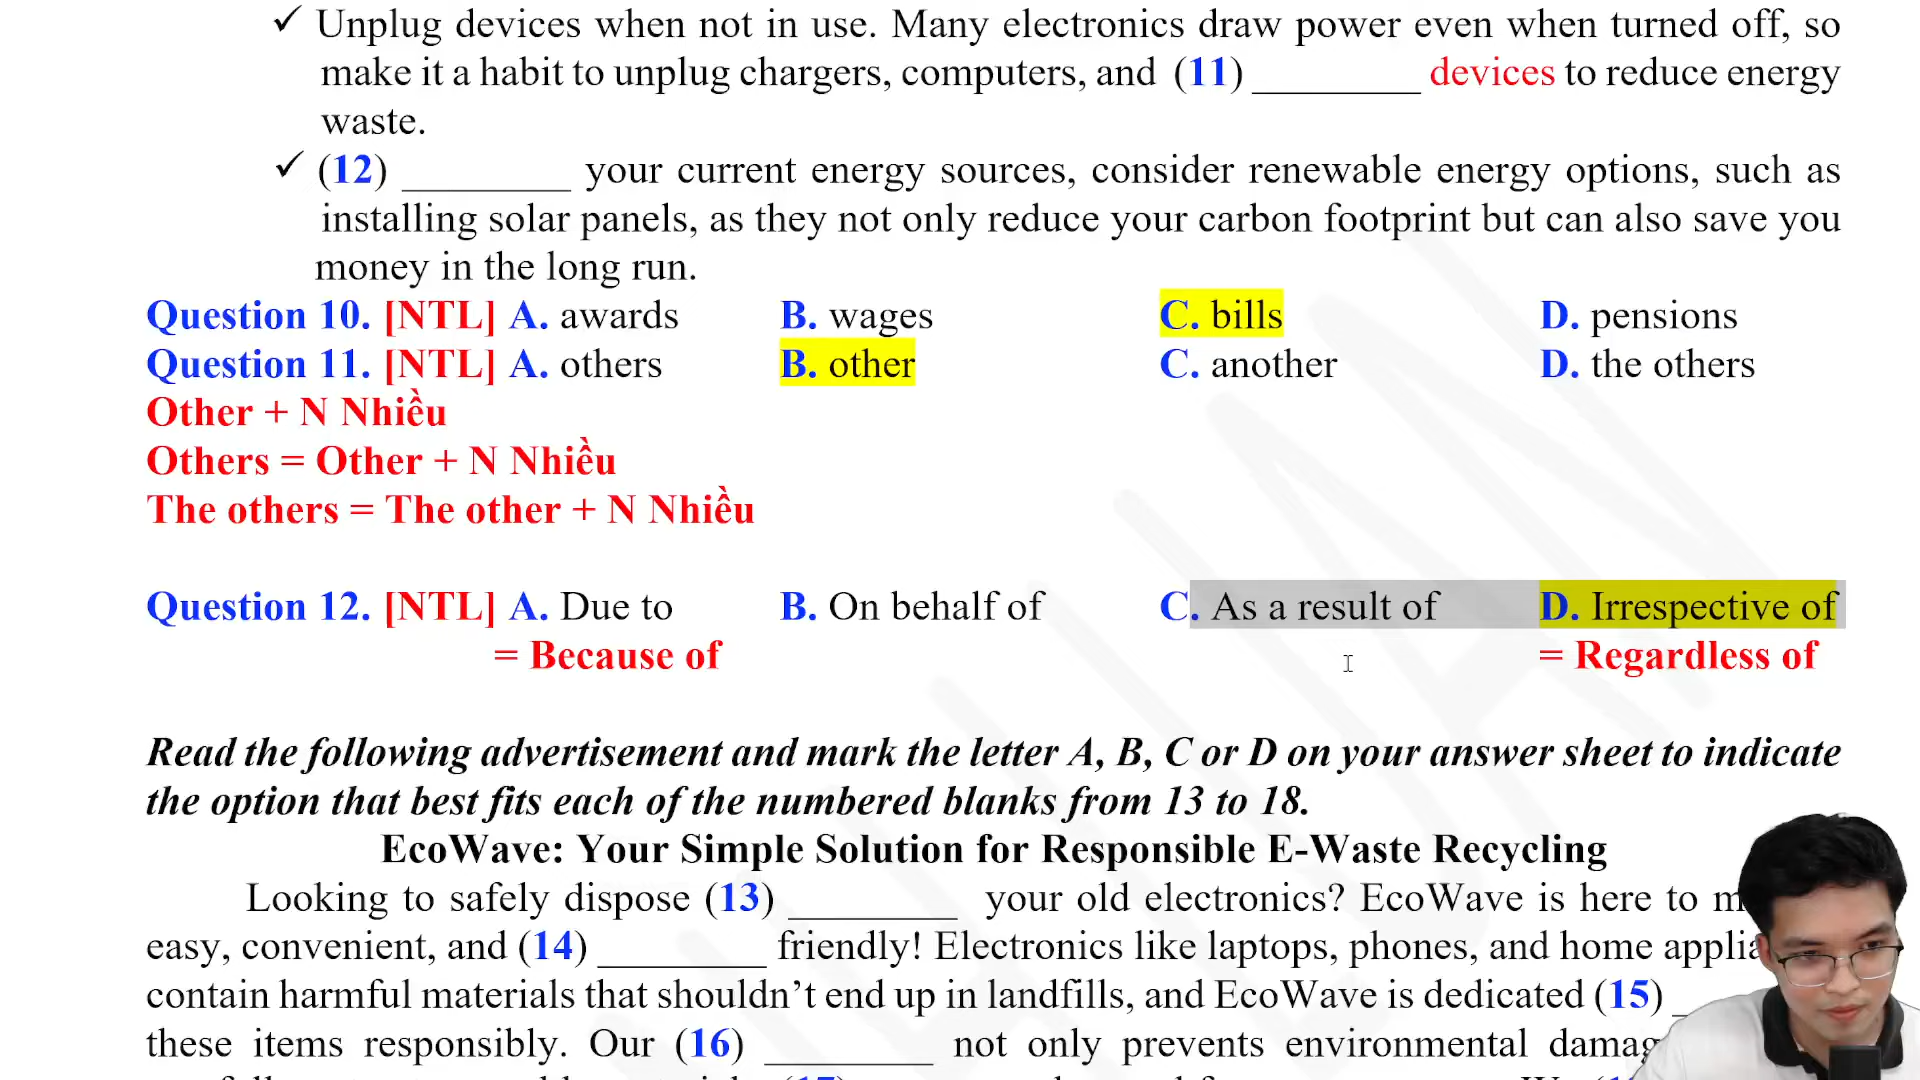 ✓ Unplug devices when not in use. Many electronics draw power even when turned off, so
make it a habit to unplug chargers, computers, and (11) ________ devices to reduce energy
waste.
✓ (12) ________ your current energy sources, consider renewable energy options, such as
installing solar panels, as they not only reduce your carbon footprint but can also save you
money in the long run.
Question 10. [NTL] A. awards B. wages C. bills D. pensions
Question 11. [NTL] A. others B. other C. another D. the others
Other + N Nhiều
Others = Other + N Nhiều
The others = The other + N Nhiều
Question 12. [NTL] A. Due to B. On behalf of C. As a result of D. Irrespective of
= Because of = Regardless of
Read the following advertisement and mark the letter A, B, C or D on your answer sheet to indicate
the option that best fits each of the numbered blanks from 13 to 18.
EcoWave: Your Simple Solution for Responsible E-Waste Recycling
Looking to safely dispose (13) ________ your old electronics? EcoWave is here to
easy, convenient, and (14) ________ friendly! Electronics like laptops, phones, and home
contain harmful materials that shouldn't end up in landfills, and EcoWave is dedicated (15)
these items responsibly. Our (16) ________ not only prevents environmental